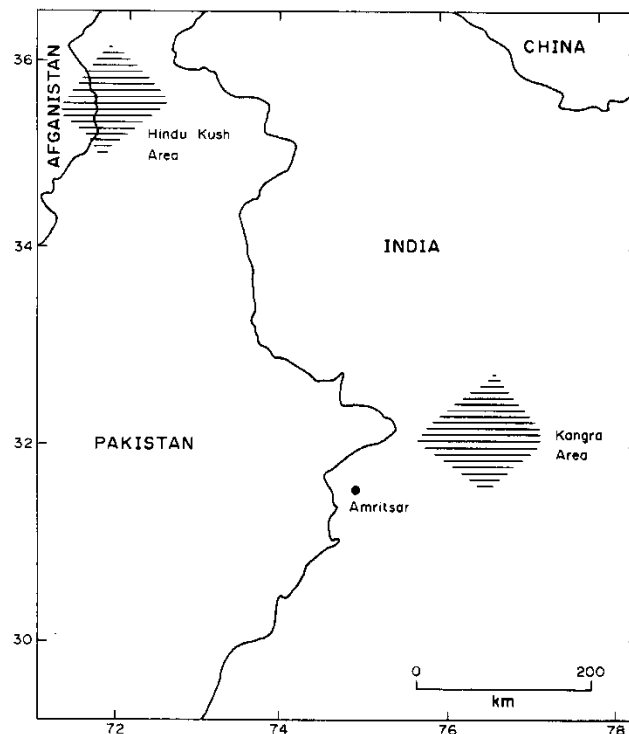 36
CHINA
AFGANISTAN
Hindu Kush
Area
34
INDIA
PAKISTAN
32
Kangra
Area
Amritsar
30
0 200
km
72 74 76 78